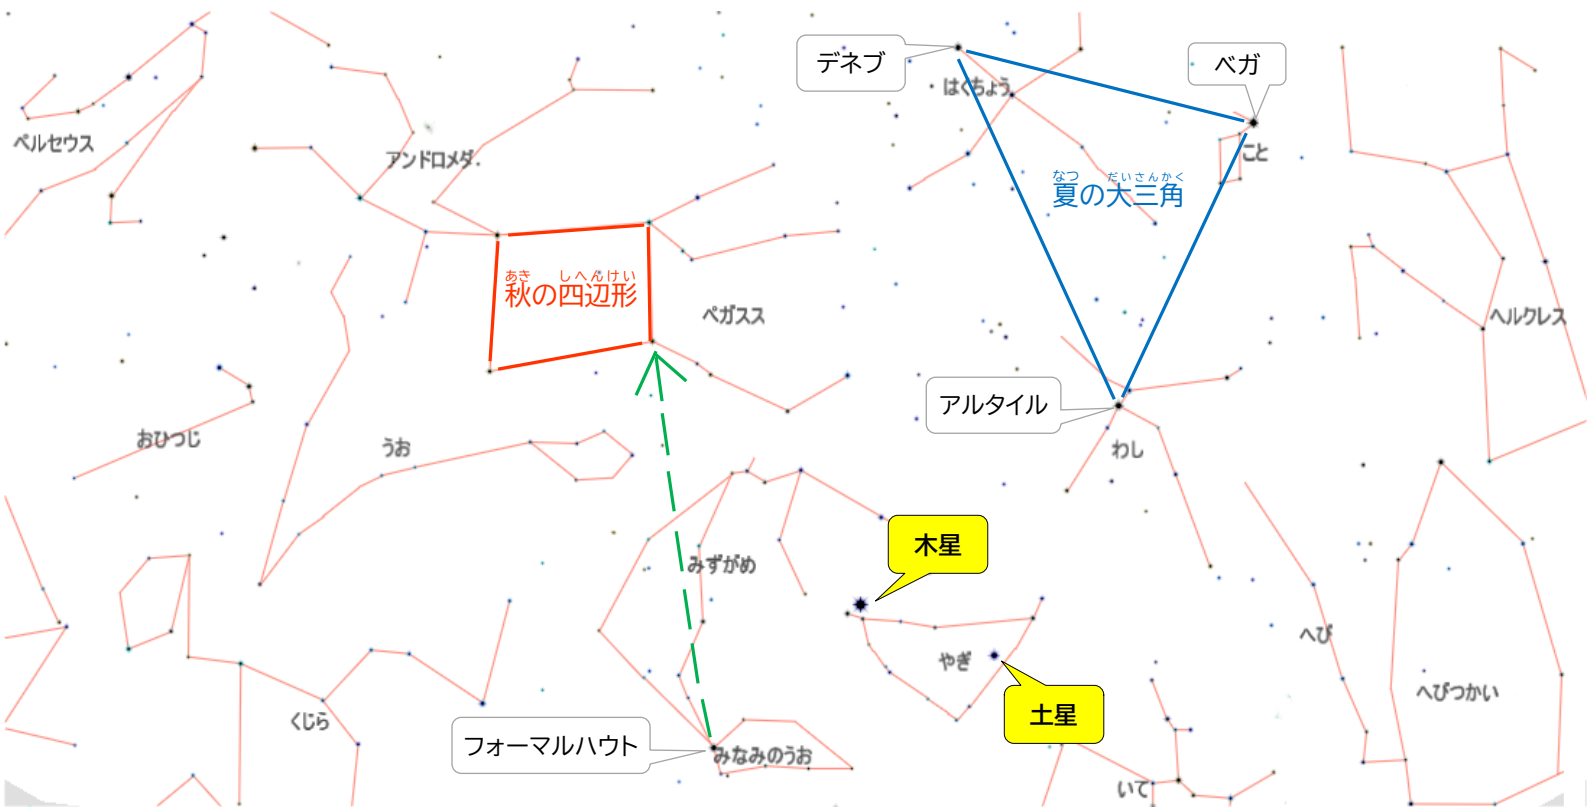 デネブ
ベガ
はくちょう
ペルセウス
アンドロメダ
こと
なつ だいさんかく
夏の大三角
あき しへんけい
秋の四辺形
ペガスス
ヘルクレス
アルタイル
おひつじ
うお
わし
木星
みずがめ
へび
やぎ
へびつかい
土星
くじら
フォーマルハウト
みなみのうお
いて